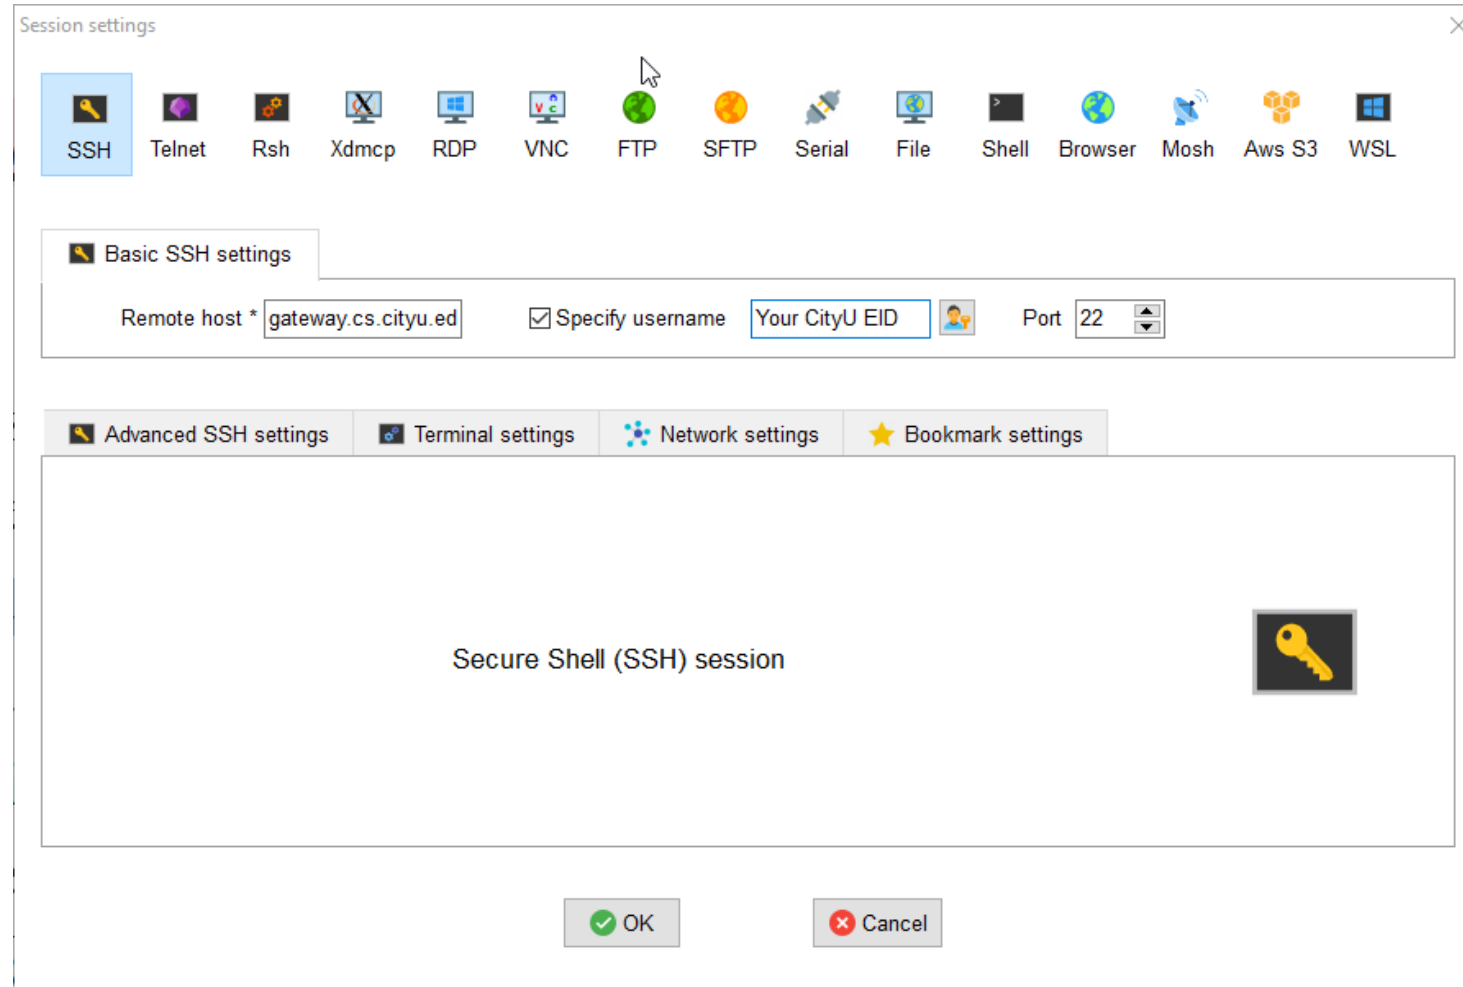 Session settings
SSH Telnet Rsh Xdmcp RDP VNC FTP SFTP Serial File Shell Browser Mosh Aws S3 WSL
Basic SSH settings
Remote host * gateway.cs.cityu.ed Specify username Your CityU EID Port 22
Advanced SSH settings Terminal settings Network settings Bookmark settings
Secure Shell (SSH) session
OK Cancel